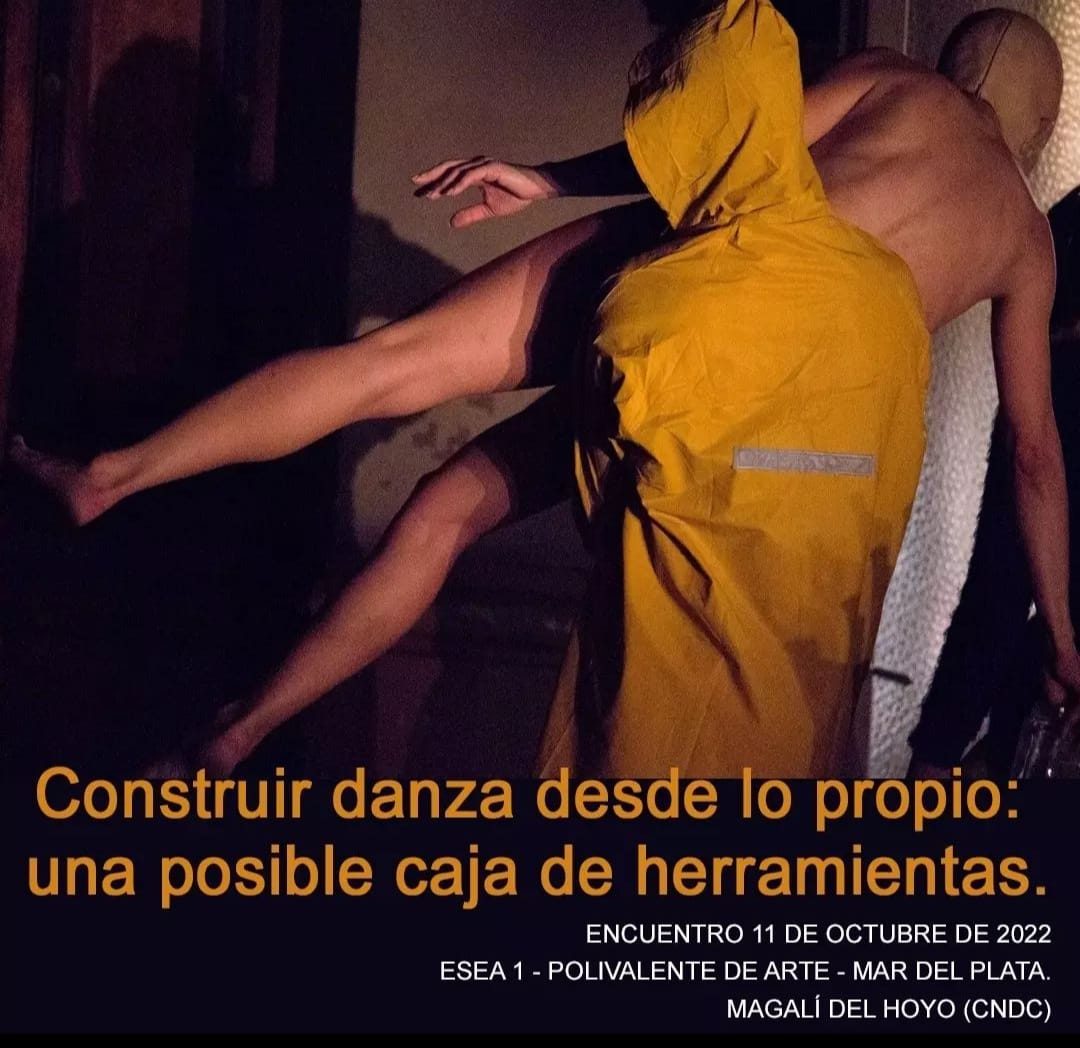 Construir danza desde lo propio:
una posible caja de herramientas.
ENCUENTRO 11 DE OCTUBRE DE 2022
ESEA 1 - POLIVALENTE DE ARTE - MAR DEL PLATA.
MAGALÍ DEL HOYO (CNDC)